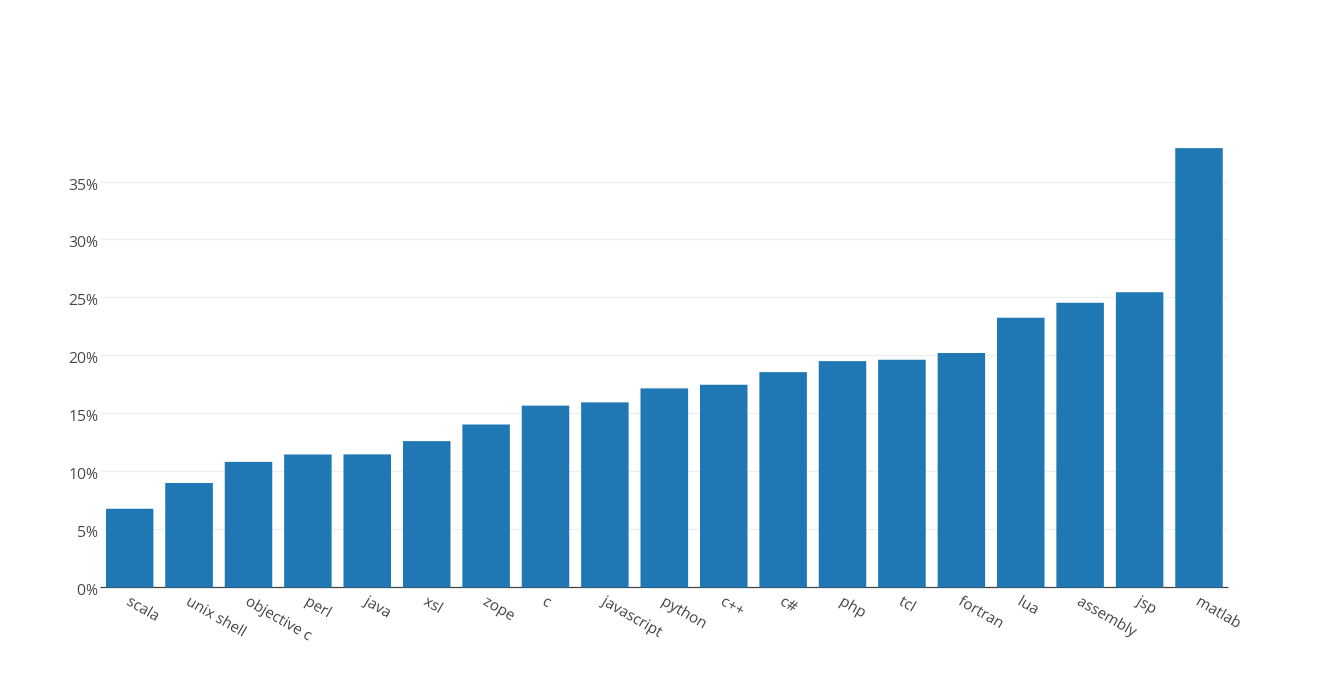 35%
30%
25%
20%
15%
10%
5%
0%
scala
unix shell
objective c
perl
java
xsl
zope
c
javascript
python
c++
c#
php
tcl
fortran
lua
assembly
jsp
matlab